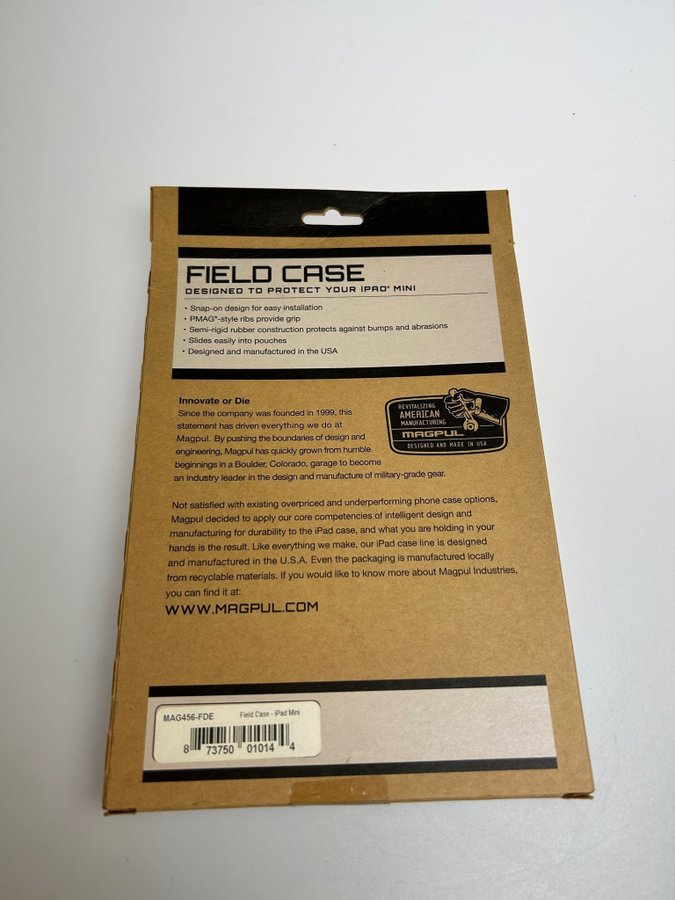 FIELD CASE
DESIGNED TO PROTECT YOUR iPAD® MINI
• Snap-on design for easy installation
• PMAG®-style ribs provide grip
• Semi-rigid rubber construction protects against bumps and abrasions
• Slides easily into pouches
• Designed and manufactured in the USA
Innovate or Die
Since the company was founded in 1999, this
statement has driven everything we do at
Magpul. By pushing the boundaries of design and
engineering, Magpul has quickly grown from humble
beginnings in a Boulder, Colorado, garage to become
an industry leader in the design and manufacture of military-grade gear.
REVITALIZING
AMERICAN
MANUFACTURING
MAGPUL
DESIGNED AND MADE IN USA
Not satisfied with existing overpriced and underperforming phone case options,
Magpul decided to apply our core competencies of intelligent design and
manufacturing for durability to the iPad case, and what you are holding in your
hands is the result. Like everything we make, our iPad case line is designed
and manufactured in the U.S.A. Even the packaging is manufactured locally
from recyclable materials. If you would like to know more about Magpul Industries,
you can find it at:
WWW.MAGPUL.COM
MAG456-FDE Field Case - iPad Mini
8 73750 01014 4